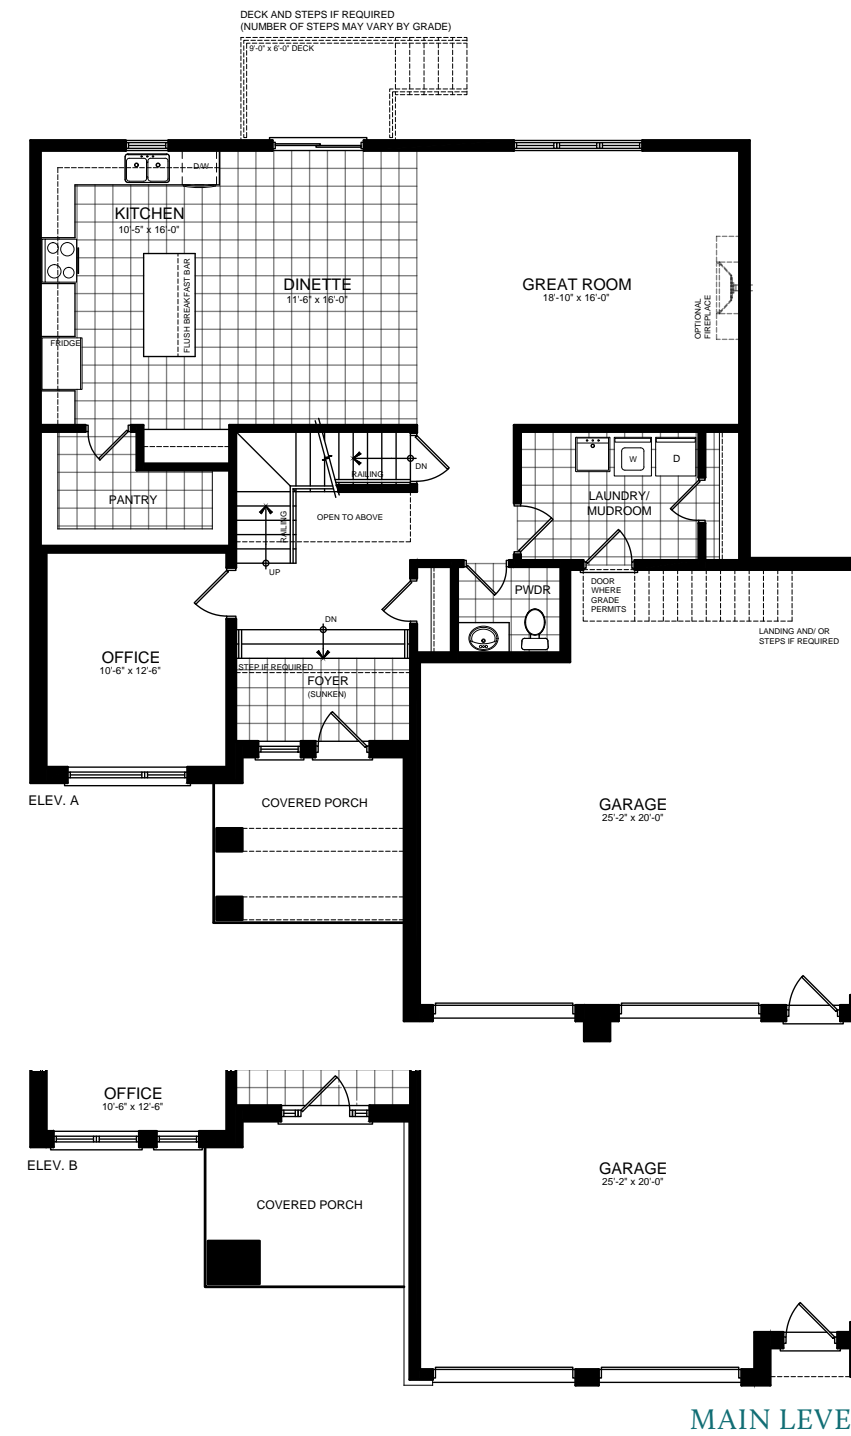 DECK AND STEPS IF REQUIRED
(NUMBER OF STEPS MAY VARY BY GRADE)
9'-0" x 6'-0" DECK
D/W
KITCHEN
10'-5" x 16'-0"
FLUSH BREAKFAST BAR
DINETTE
11'-6" x 16'-0"
GREAT ROOM
18'-10" x 16'-0"
OPTIONAL
FIREPLACE
FRIDGE
DN
RAILING
W
D
LAUNDRY/
MUDROOM
PANTRY
OPEN TO ABOVE
RAILING
UP
PWDR
DOOR
WHERE
GRADE
PERMITS
LANDING AND/ OR
STEPS IF REQUIRED
DN
OFFICE
10'-6" x 12'-6"
STEP IF REQUIRED
FOYER
(SUNKEN)
ELEV. A
COVERED PORCH
GARAGE
25'-2" x 20'-0"
OFFICE
10'-6" x 12'-6"
ELEV. B
COVERED PORCH
GARAGE
25'-2" x 20'-0"
MAIN LEVE